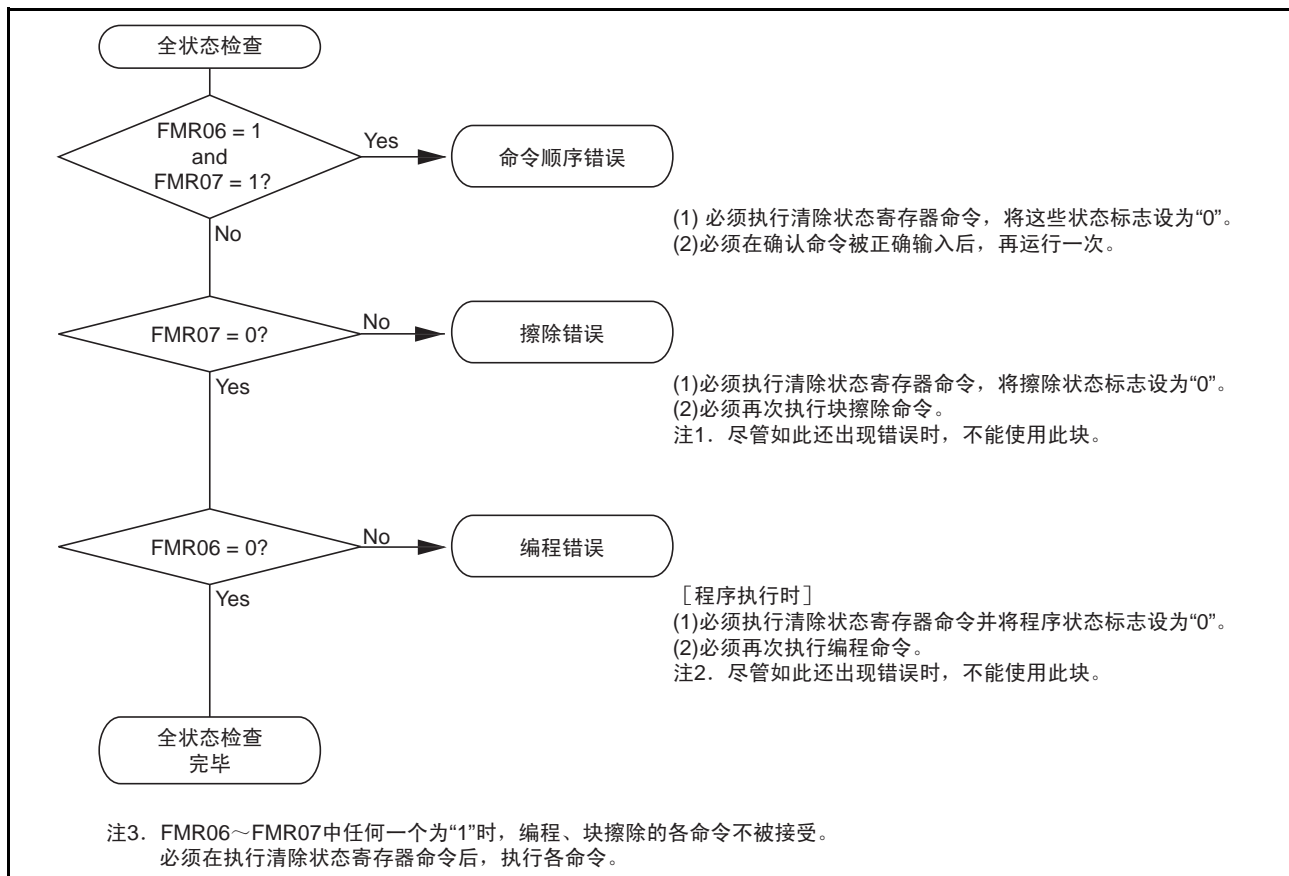 全状态检查
FMR06 = 1
and
FMR07 = 1?
Yes
命令顺序错误
(1) 必须执行清除状态寄存器命令，将这些状态标志设为“0”。
(2)必须在确认命令被正确输入后，再运行一次。
No
FMR07 = 0?
No
擦除错误
(1)必须执行清除状态寄存器命令，将擦除状态标志设为“0”。
(2)必须再次执行块擦除命令。
注1．尽管如此还出现错误时，不能使用此块。
Yes
FMR06 = 0?
No
编程错误
［程序执行时］
(1)必须执行清除状态寄存器命令并将程序状态标志设为“0”。
(2)必须再次执行编程命令。
注2．尽管如此还出现错误时，不能使用此块。
Yes
全状态检查
完毕
注3．FMR06～FMR07中任何一个为“1”时，编程、块擦除的各命令不被接受。
必须在执行清除状态寄存器命令后，执行各命令。